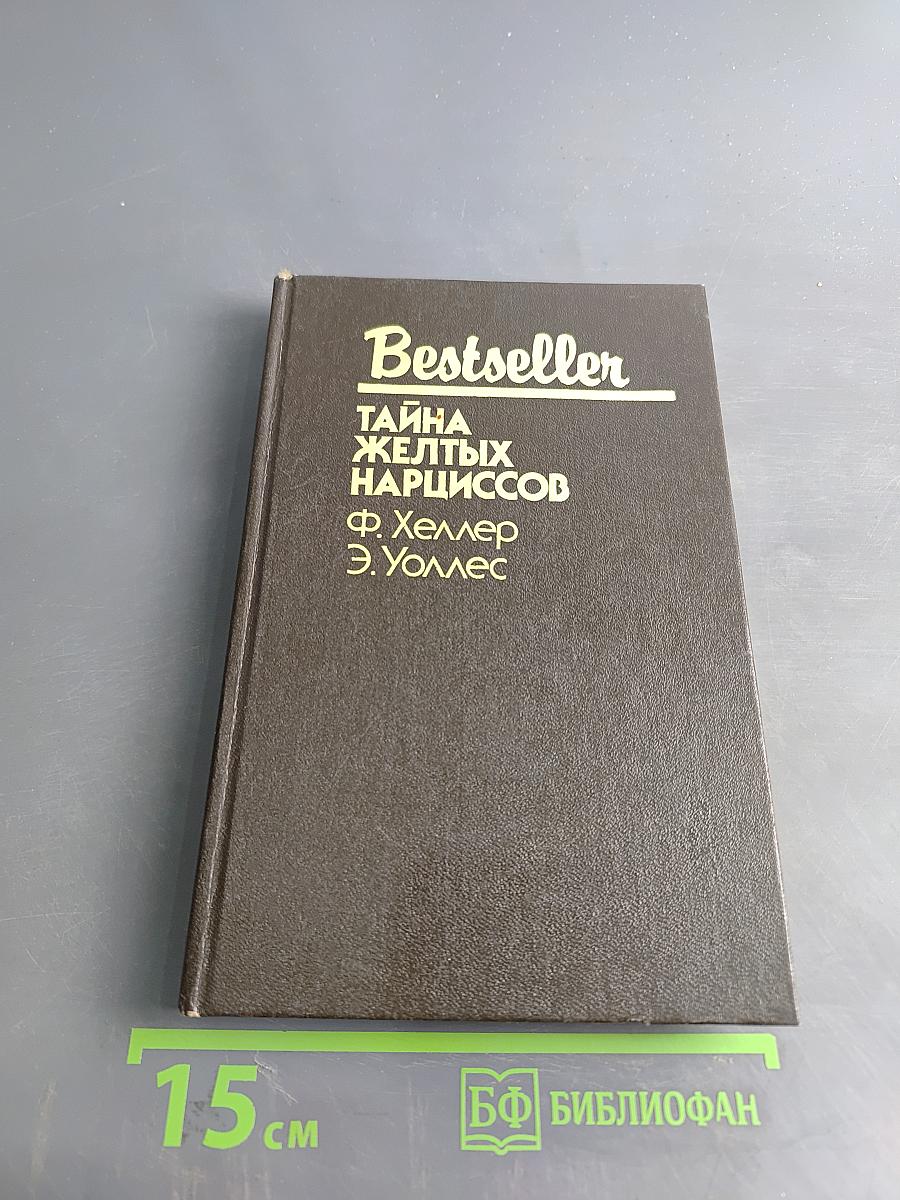 Bestseller
ТАЙНА
ЖЕЛТЫХ
НАРЦИССОВ
Ф. Хеллер
Э. Уоллес
15 см
БФ БИБЛИОФАН